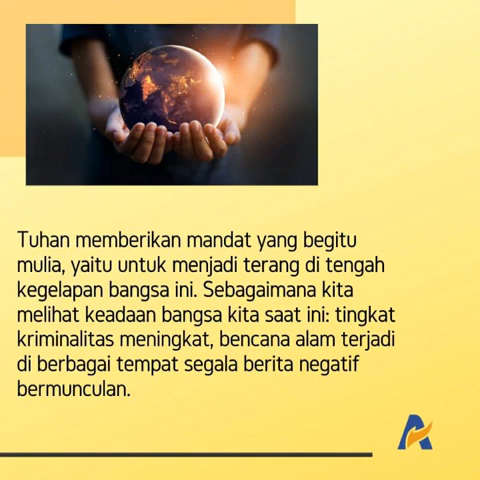 Tuhan memberikan mandat yang begitu
mulia, yaitu untuk menjadi terang di tengah
kegelapan bangsa ini. Sebagaimana kita
melihat keadaan bangsa kita saat ini: tingkat
kriminalitas meningkat, bencana alam terjadi
di berbagai tempat segala berita negatif
bermunculan.